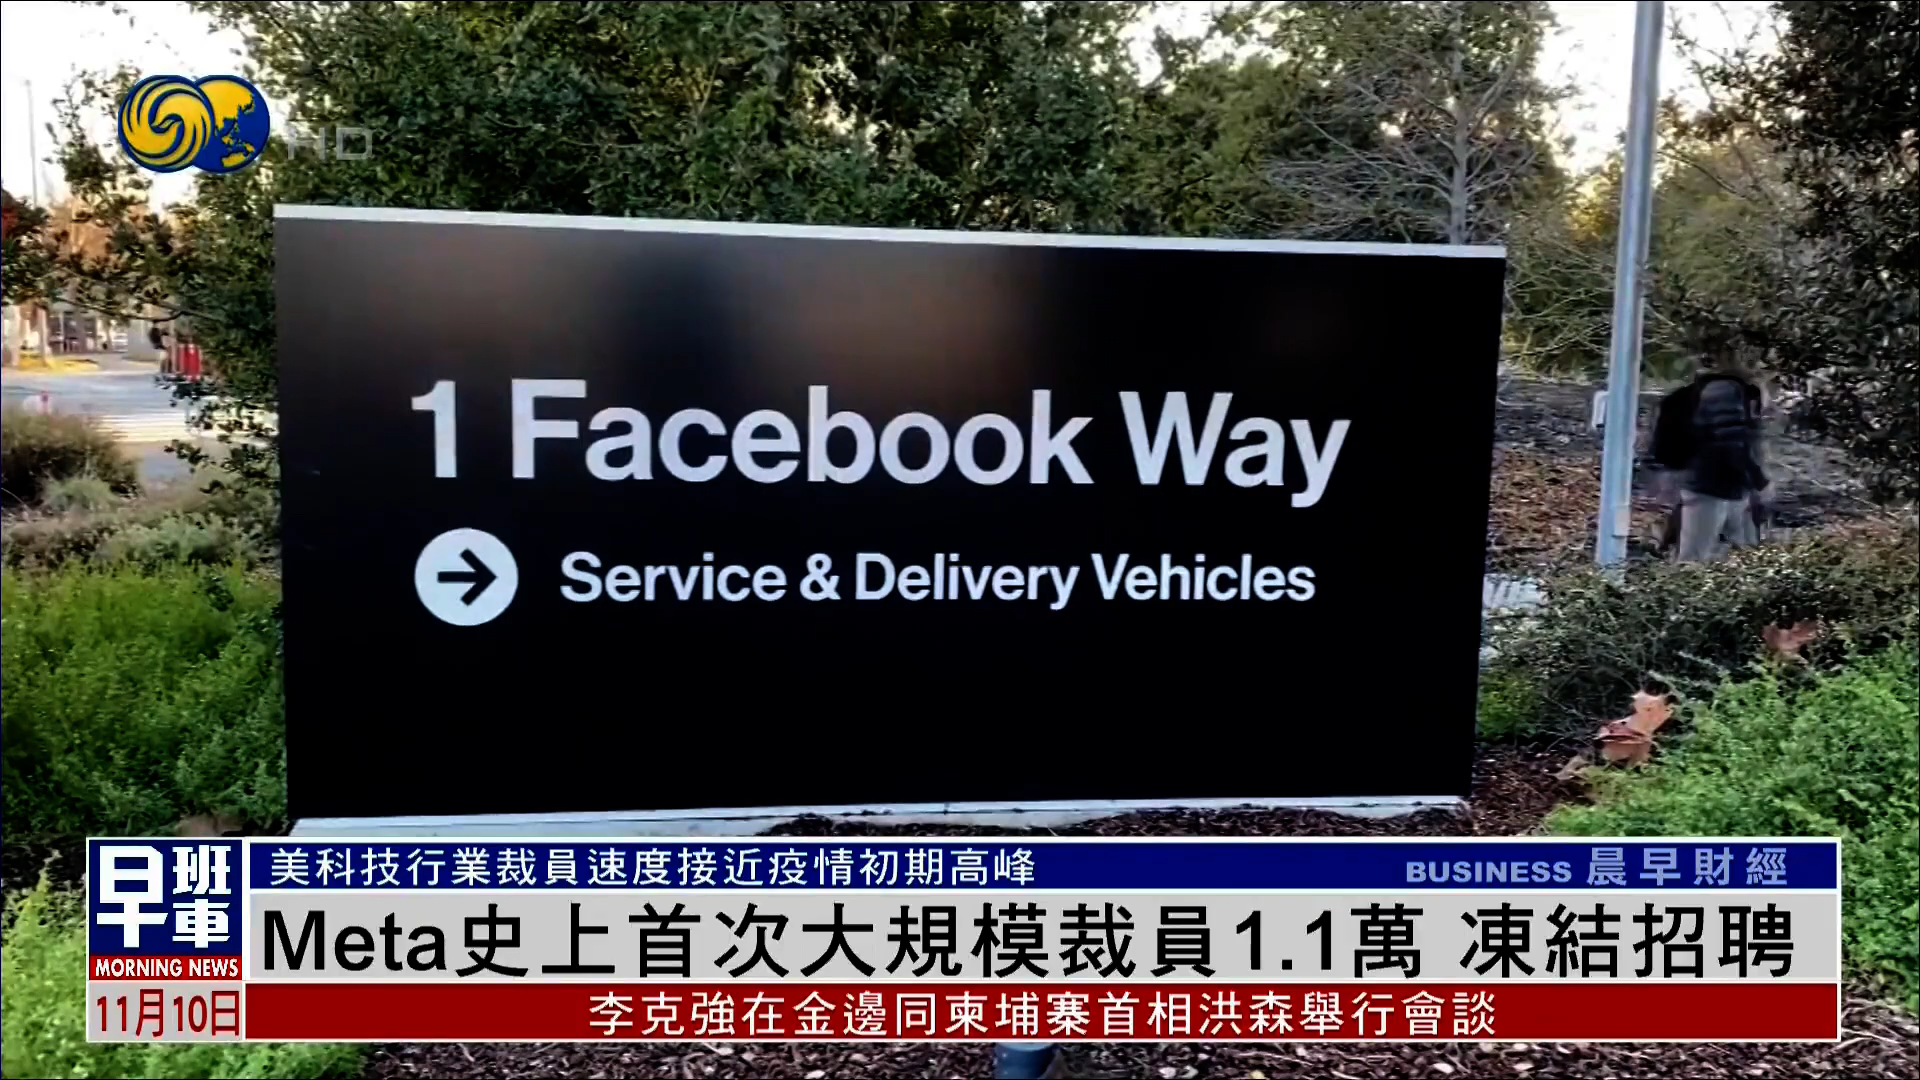 HD
1 Facebook Way
Service & Delivery Vehicles
早班車
MORNING NEWS
11月10日
美科技行業裁員速度接近疫情初期高峰
BUSINESS 晨早財經
Meta史上首次大規模裁員1.1萬 凍結招聘
李克強在金邊同柬埔寨首相洪森舉行會談